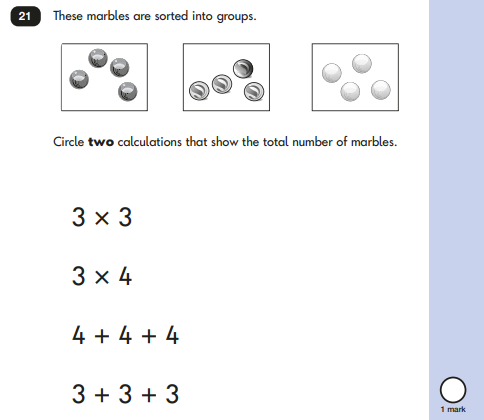 21 These marbles are sorted into groups.
Circle two calculations that show the total number of marbles.
3 × 3
3 × 4
4 + 4 + 4
3 + 3 + 3
1 mark